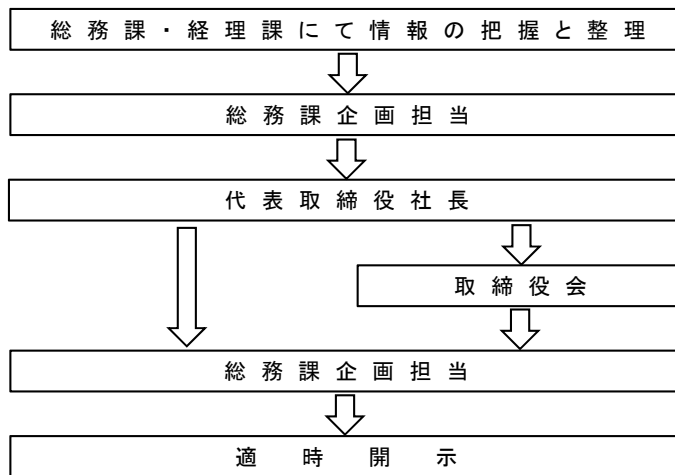 総務課・経理課にて情報の把握と整理
総務課企画担当
代表取締役社長
取締役会
総務課企画担当
適時開示